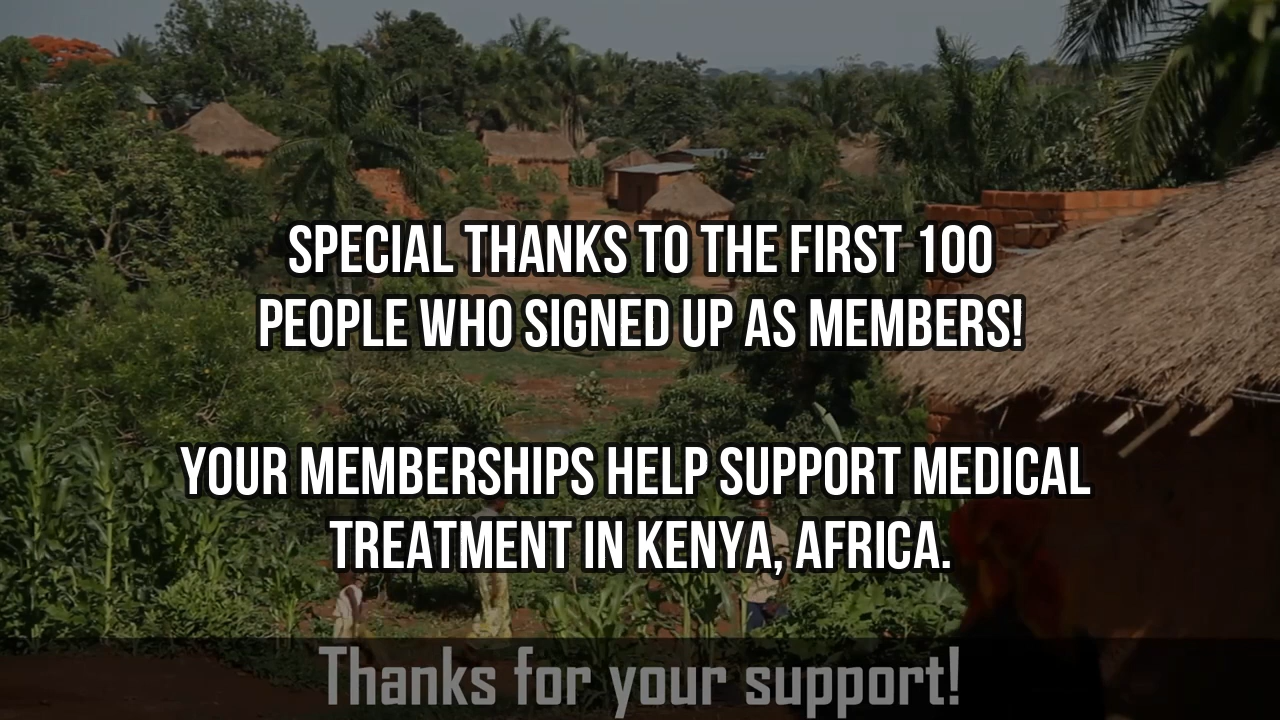 SPECIAL THANKS TO THE FIRST 100
PEOPLE WHO SIGNED UP AS MEMBERS!
YOUR MEMBERSHIPS HELP SUPPORT MEDICAL
TREATMENT IN KENYA, AFRICA.
Thanks for your support!